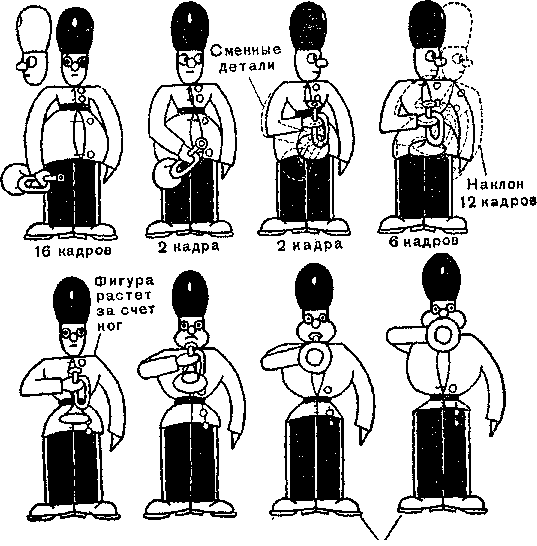 Сменные
детали
Наклон
12 кадров
16 кадров
2 кадра
2 кадра
6 кадров
Фигура
растет
за счет
ног